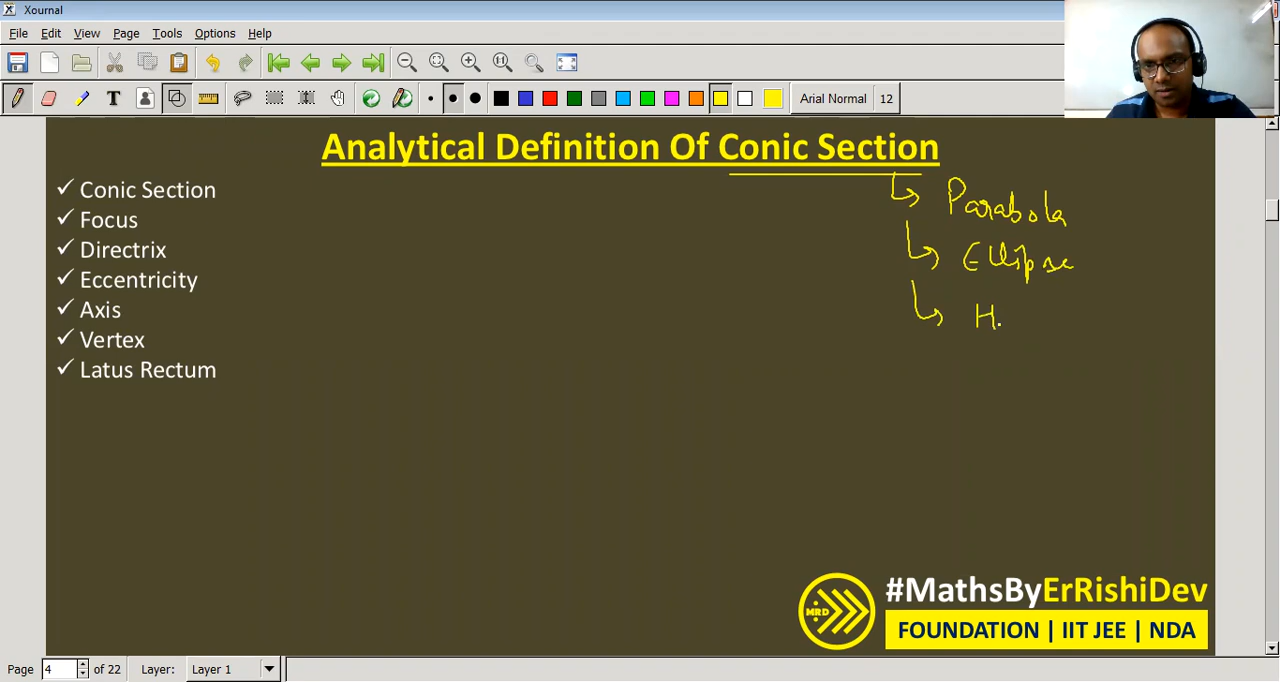 Xournal
File Edit View Page Tools Options Help
Arial Normal 12
Analytical Definition Of Conic Section
✓ Conic Section
✓ Focus
✓ Directrix
✓ Eccentricity
✓ Axis
✓ Vertex
✓ Latus Rectum
Parabola
Ellipse
H.
MRD
#MathsByErRishiDev
FOUNDATION | IIT JEE | NDA
Page 4 of 22 Layer: Layer 1